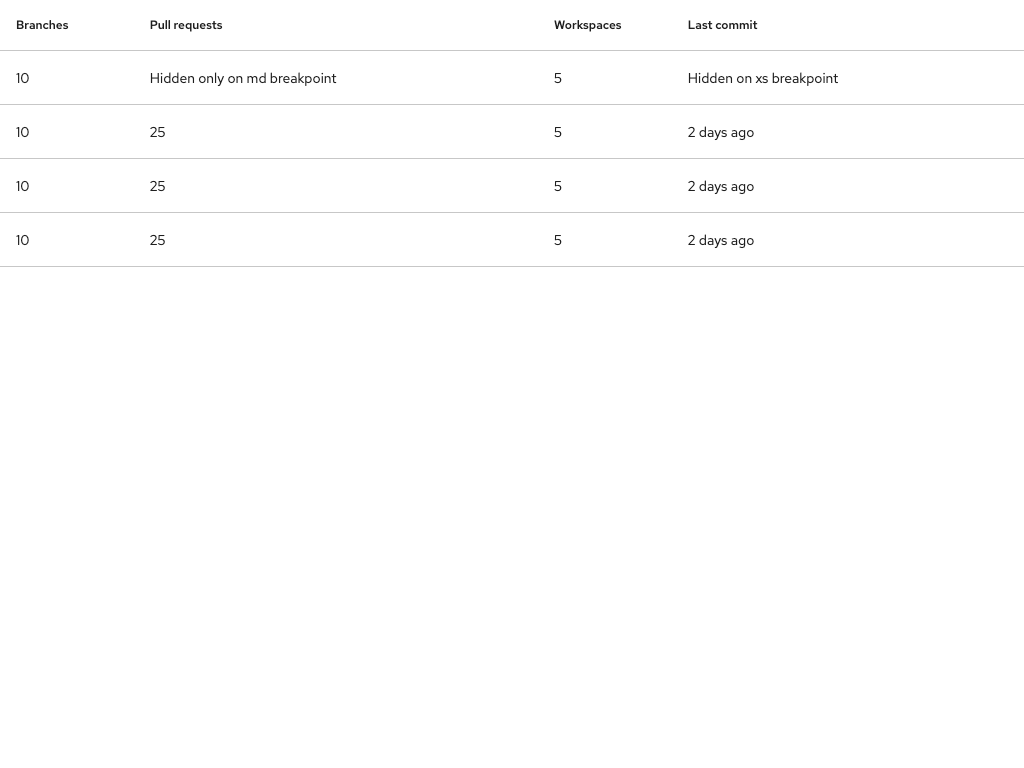 Branches Pull requests Workspaces Last commit
10 Hidden only on md breakpoint 5 Hidden on xs breakpoint
10 25 5 2 days ago
10 25 5 2 days ago
10 25 5 2 days ago